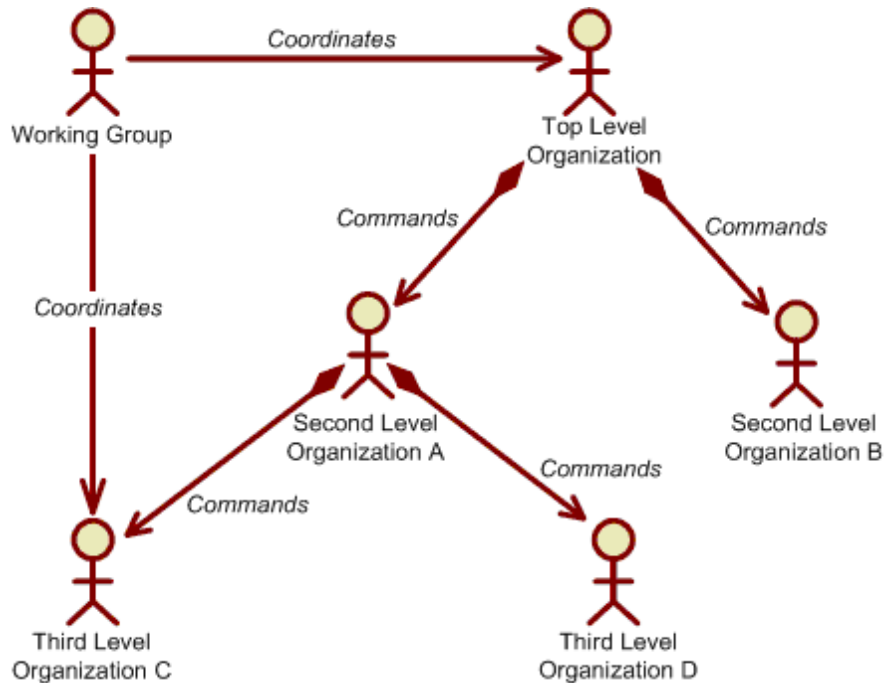 Coordinates
Working Group
Top Level
Organization
Commands
Commands
Coordinates
Second Level
Organization A
Second Level
Organization B
Commands
Commands
Third Level
Organization C
Third Level
Organization D